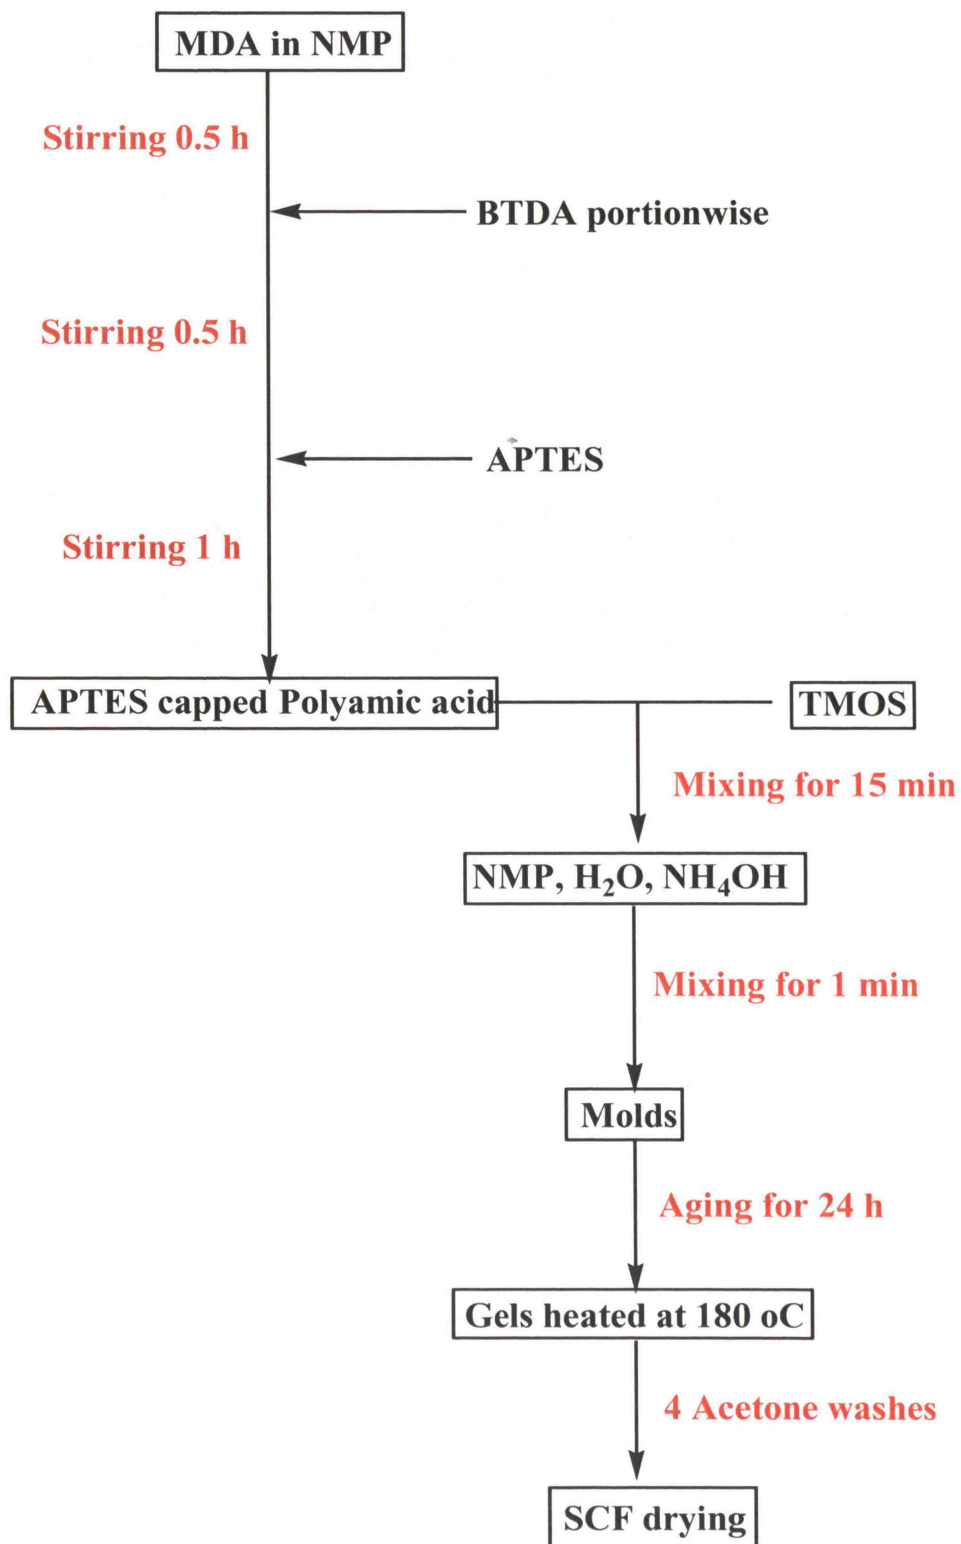 MDA in NMP
Stirring 0.5 h
BTDA portionwise
Stirring 0.5 h
APTES
Stirring 1 h
APTES capped Polyamic acid
TMOS
Mixing for 15 min
NMP, H₂O, NH₄OH
Mixing for 1 min
Molds
Aging for 24 h
Gels heated at 180 oC
4 Acetone washes
SCF drying